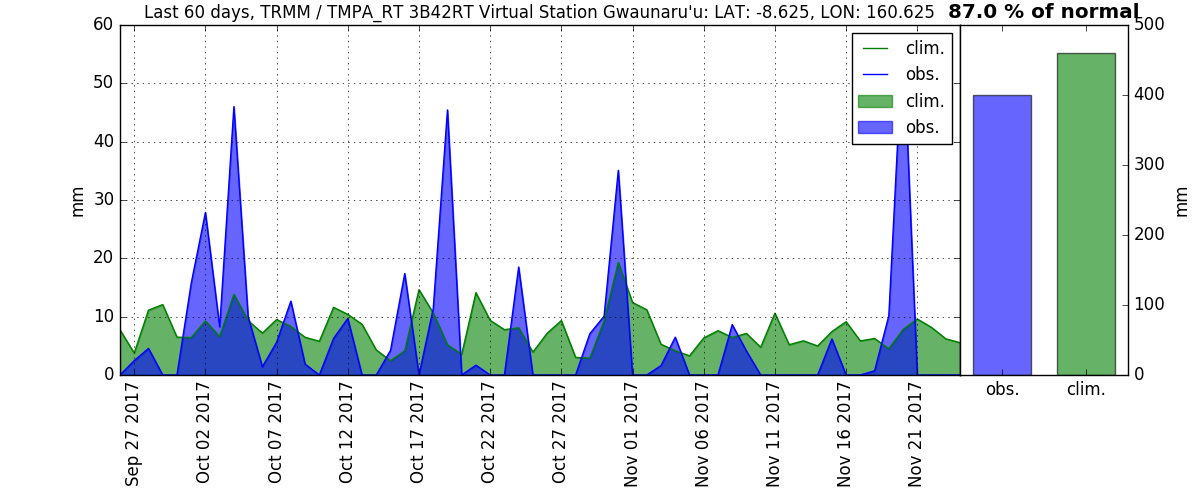 Last 60 days, TRMM / TMPA_RT 3B42RT Virtual Station Gwaunaru'u: LAT: -8.625, LON: 160.625
87.0 % of normal
mm
60
50
40
30
20
10
0
clim.
obs.
clim.
obs.
Sep 27 2017
Oct 02 2017
Oct 07 2017
Oct 12 2017
Oct 17 2017
Oct 22 2017
Oct 27 2017
Nov 01 2017
Nov 06 2017
Nov 11 2017
Nov 16 2017
Nov 21 2017
500
400
300
200
100
0
mm
obs.
clim.